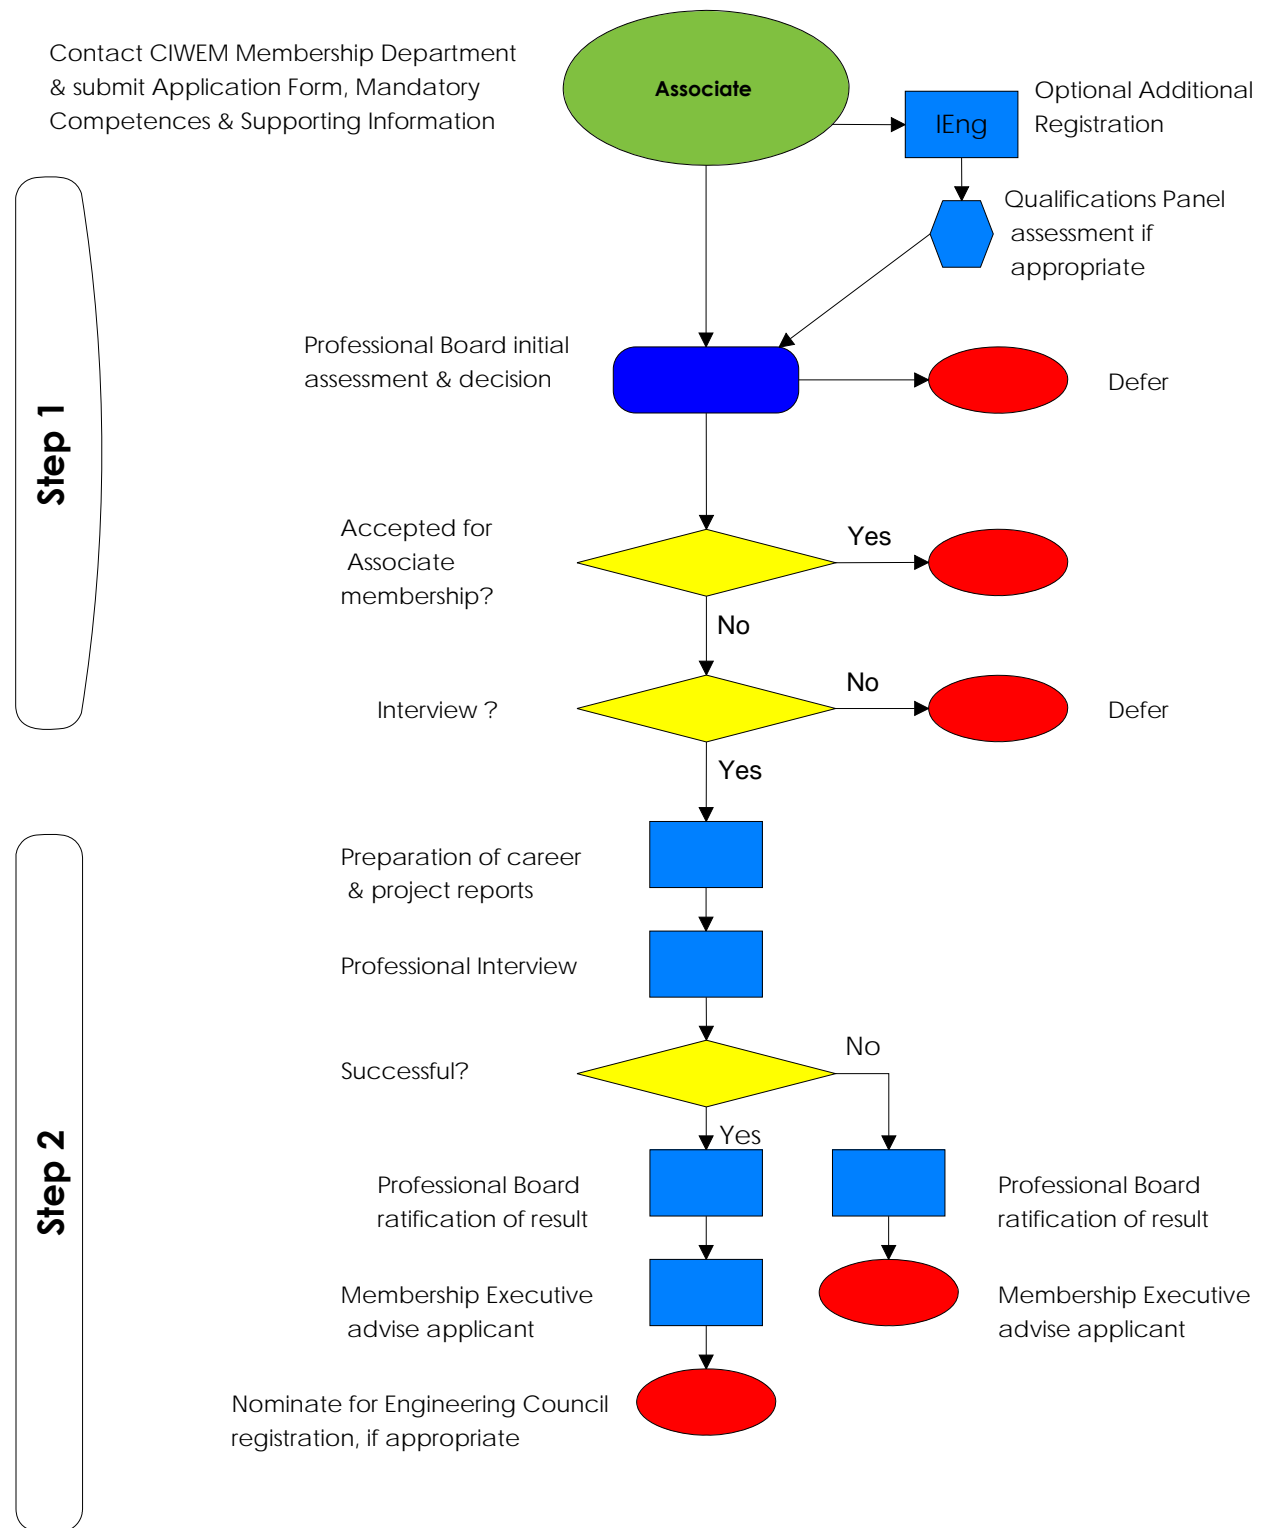 Contact CIWEM Membership Department
& submit Application Form, Mandatory
Competences & Supporting Information
Associate
IEng
Optional Additional
Registration
Qualifications Panel
assessment if
appropriate
Step 1
Professional Board initial
assessment & decision
Defer
Accepted for
Associate
membership?
Yes
No
Interview ?
No
Defer
Yes
Step 2
Preparation of career
& project reports
Professional Interview
Successful?
No
Yes
Professional Board
ratification of result
Professional Board
ratification of result
Membership Executive
advise applicant
Membership Executive
advise applicant
Nominate for Engineering Council
registration, if appropriate